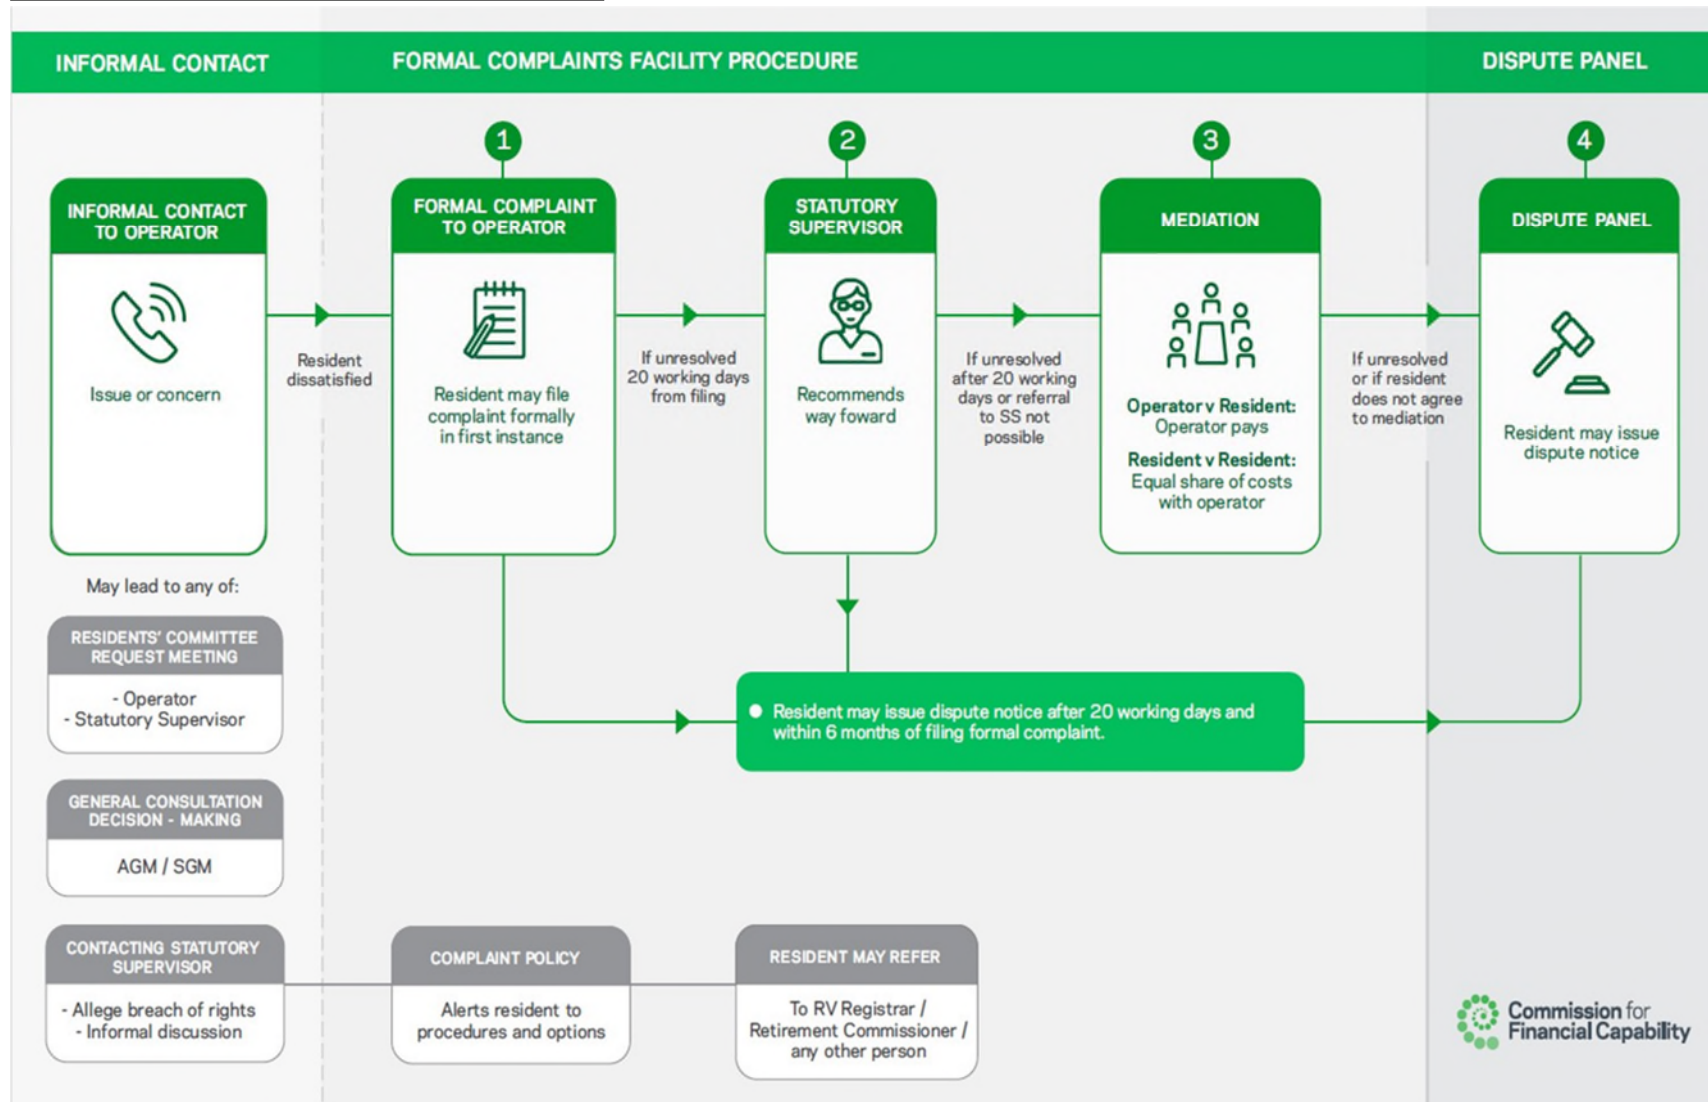 INFORMAL CONTACT
FORMAL COMPLAINTS FACILITY PROCEDURE
DISPUTE PANEL
1
2
3
4
INFORMAL CONTACT
TO OPERATOR
Issue or concern
Resident
dissatisfied
FORMAL COMPLAINT
TO OPERATOR
Resident may file
complaint formally
in first instance
If unresolved
20 working days
from filing
STATUTORY
SUPERVISOR
Recommends
way foward
If unresolved
after 20 working
days or referral
to SS not
possible
MEDIATION
Operator v Resident:
Operator pays
Resident v Resident:
Equal share of costs
with operator
If unresolved
or if resident
does not agree
to mediation
DISPUTE PANEL
Resident may issue
dispute notice
May lead to any of:
RESIDENTS' COMMITTEE
REQUEST MEETING
- Operator
- Statutory Supervisor
Resident may issue dispute notice after 20 working days and
within 6 months of filing formal complaint.
GENERAL CONSULTATION
DECISION - MAKING
AGM / SGM
CONTACTING STATUTORY
SUPERVISOR
- Allege breach of rights
- Informal discussion
COMPLAINT POLICY
Alerts resident to
procedures and options
RESIDENT MAY REFER
To RV Registrar /
Retirement Commissioner /
any other person
Commission for
Financial Capability